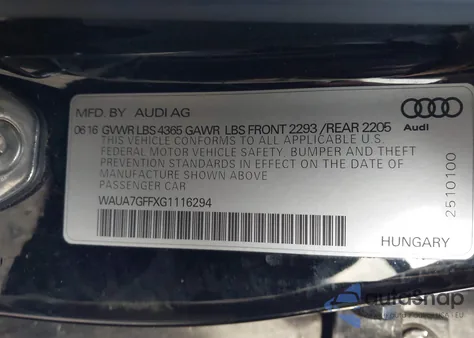 MFD. BY AUDI AG
0616 GVWR LBS 4365 GAWR LBS FRONT 2293 /REAR 2205
Audi
THIS VEHICLE CONFORMS TO ALL APPLICABLE U.S.
FEDERAL MOTOR VEHICLE SAFETY, BUMPER AND THEFT
PREVENTION STANDARDS IN EFFECT ON THE DATE OF
MANUFACTURE SHOWN ABOVE
PASSENGER CAR
WAUA7GFFXG1116294
2510100
HUNGARY
autosnap